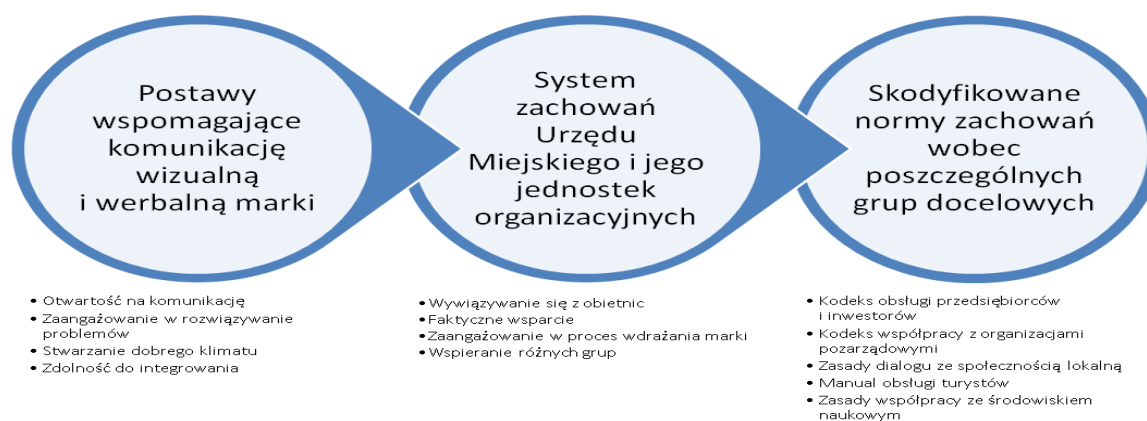 Postawy
wspomagające
komunikację
wizualną
i werbalną marki
System
zachowań
Urzędu
Miejskiego i jego
jednostek
organizacyjnych
Skodyfikowane
normy zachowań
wobec
poszczególnych
grup docelowych
• Otwartość na komunikację
• Zaangażowanie w rozwiązywanie
problemów
• Stwarzanie dobrego klimatu
• Zdolność do integrowania
• Wywiązywanie się z obietnic
• Faktyczne wsparcie
• Zaangażowanie w proces wdrażania marki
• Wspieranie różnych grup
• Kodeks obsługi przedsiębiorców
i inwestorów
• Kodeks współpracy z organizacjami
pozarządowymi
• Zasady dialogu ze społecznością lokalną
• Manual obsługi turystów
• Zasady współpracy ze środowiskiem
naukowym